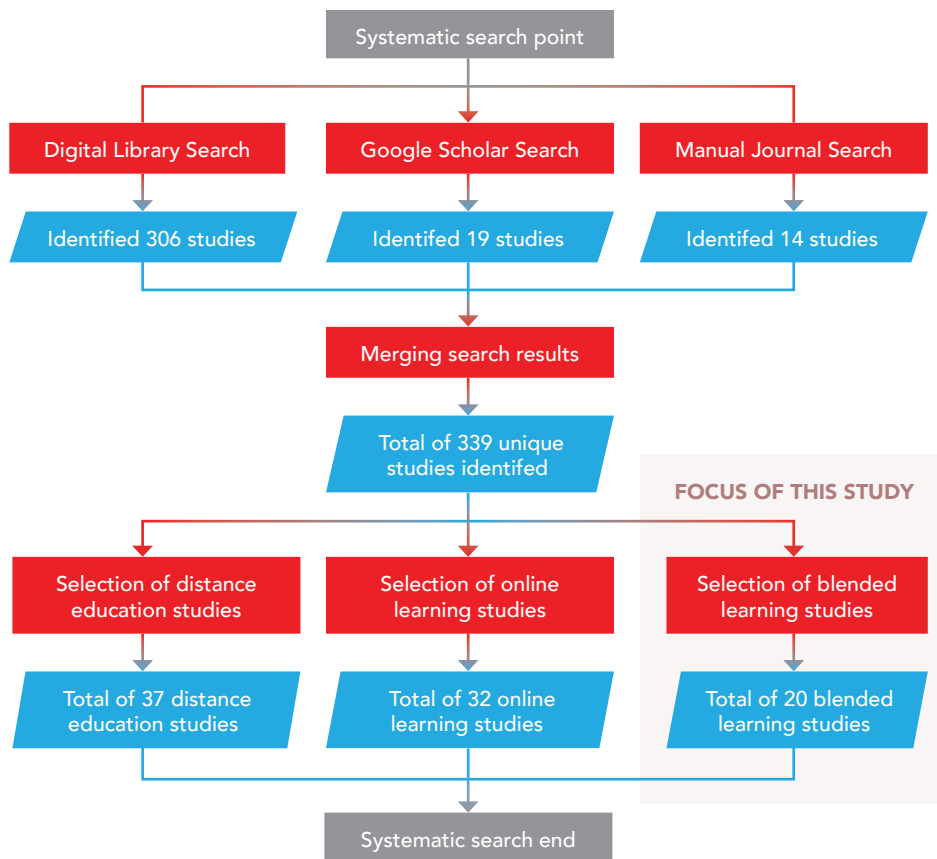 Systematic search point
Digital Library Search
Google Scholar Search
Manual Journal Search
Identified 306 studies
Identifed 19 studies
Identifed 14 studies
Merging search results
Total of 339 unique
studies identifed
FOCUS OF THIS STUDY
Selection of distance
education studies
Selection of online
learning studies
Selection of blended
learning studies
Total of 37 distance
education studies
Total of 32 online
learning studies
Total of 20 blended
learning studies
Systematic search end